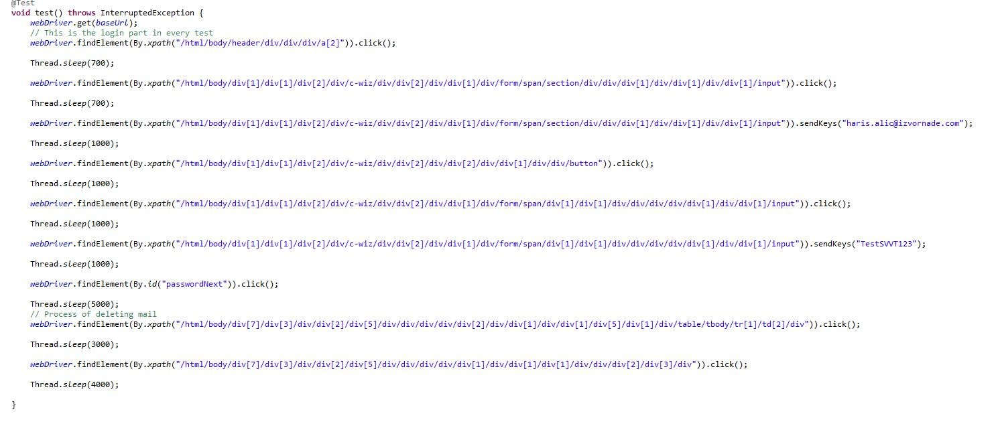 @Test
void test() throws InterruptedException {
webDriver.get(baseUrl);
// This is the login part in every test
webDriver.findElement(By.xpath("/html/body/header/div/div/div/a[2]")).click();
Thread.sleep(700);
webDriver.findElement(By.xpath("/html/body/div[1]/div[1]/div[2]/div/c-wiz/div/div[2]/div/div[1]/div/form/span/section/div/div/div[1]/div/div[1]/div/div[1]/input")).click();
Thread.sleep(700);
webDriver.findElement(By.xpath("/html/body/div[1]/div[1]/div[2]/div/c-wiz/div/div[2]/div/div[1]/div/form/span/section/div/div/div[1]/div/div[1]/div/div[1]/input")).sendKeys("haris.alic@izvornade.com");
Thread.sleep(1000);
webDriver.findElement(By.xpath("/html/body/div[1]/div[1]/div[2]/div/c-wiz/div/div[2]/div/div[2]/div/div[1]/div/div/button")).click();
Thread.sleep(1000);
webDriver.findElement(By.xpath("/html/body/div[1]/div[1]/div[2]/div/c-wiz/div/div[2]/div/div[1]/div/form/span/div[1]/div[1]/div/div/div/div/div[1]/div/div[1]/input")).click();
Thread.sleep(1000);
webDriver.findElement(By.xpath("/html/body/div[1]/div[1]/div[2]/div/c-wiz/div/div[2]/div/div[1]/div/form/span/div[1]/div[1]/div/div/div/div/div[1]/div/div[1]/input")).sendKeys("TestSVVT123");
Thread.sleep(1000);
webDriver.findElement(By.id("passwordNext")).click();
Thread.sleep(5000);
// Process of deleting mail
webDriver.findElement(By.xpath("/html/body/div[7]/div[3]/div/div[2]/div[5]/div/div/div/div/div[2]/div/div[1]/div/div[1]/div[5]/div[1]/div/table/tbody/tr[1]/td[2]/div")).click();
Thread.sleep(3000);
webDriver.findElement(By.xpath("/html/body/div[7]/div[3]/div/div[2]/div[5]/div/div/div/div/div[1]/div/div[1]/div[1]/div/div/div[2]/div[3]/div")).click();
Thread.sleep(4000);
}